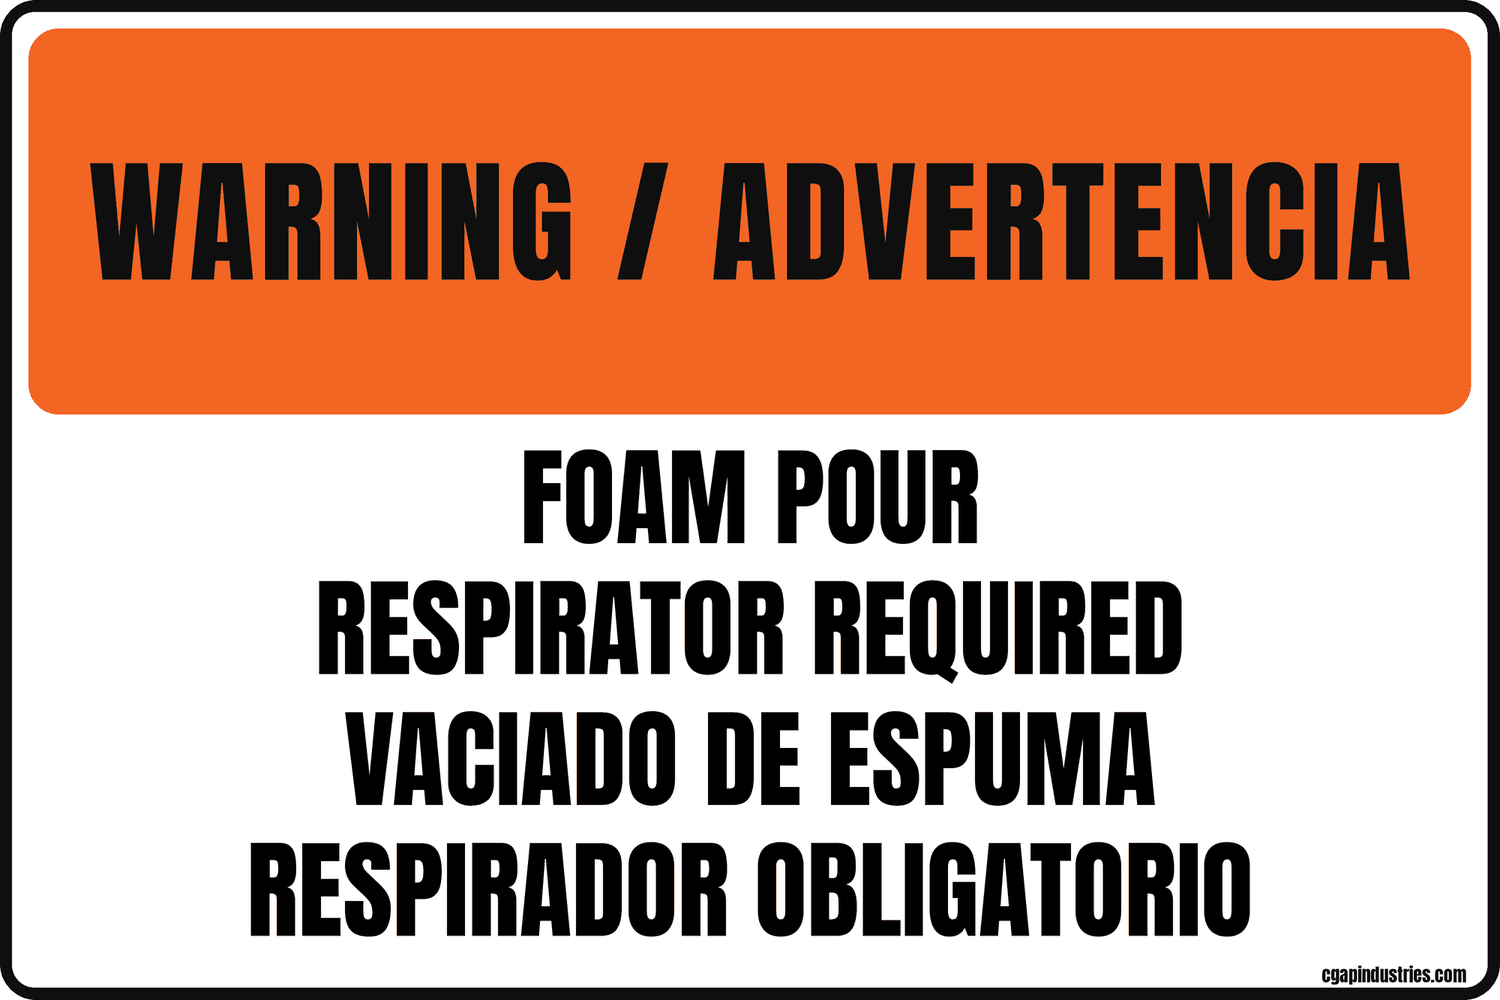 WARNING / ADVERTENCIA
FOAM POUR
RESPIRATOR REQUIRED
VACIADO DE ESPUMA
RESPIRADOR OBLIGATORIO
cgapindustries.com